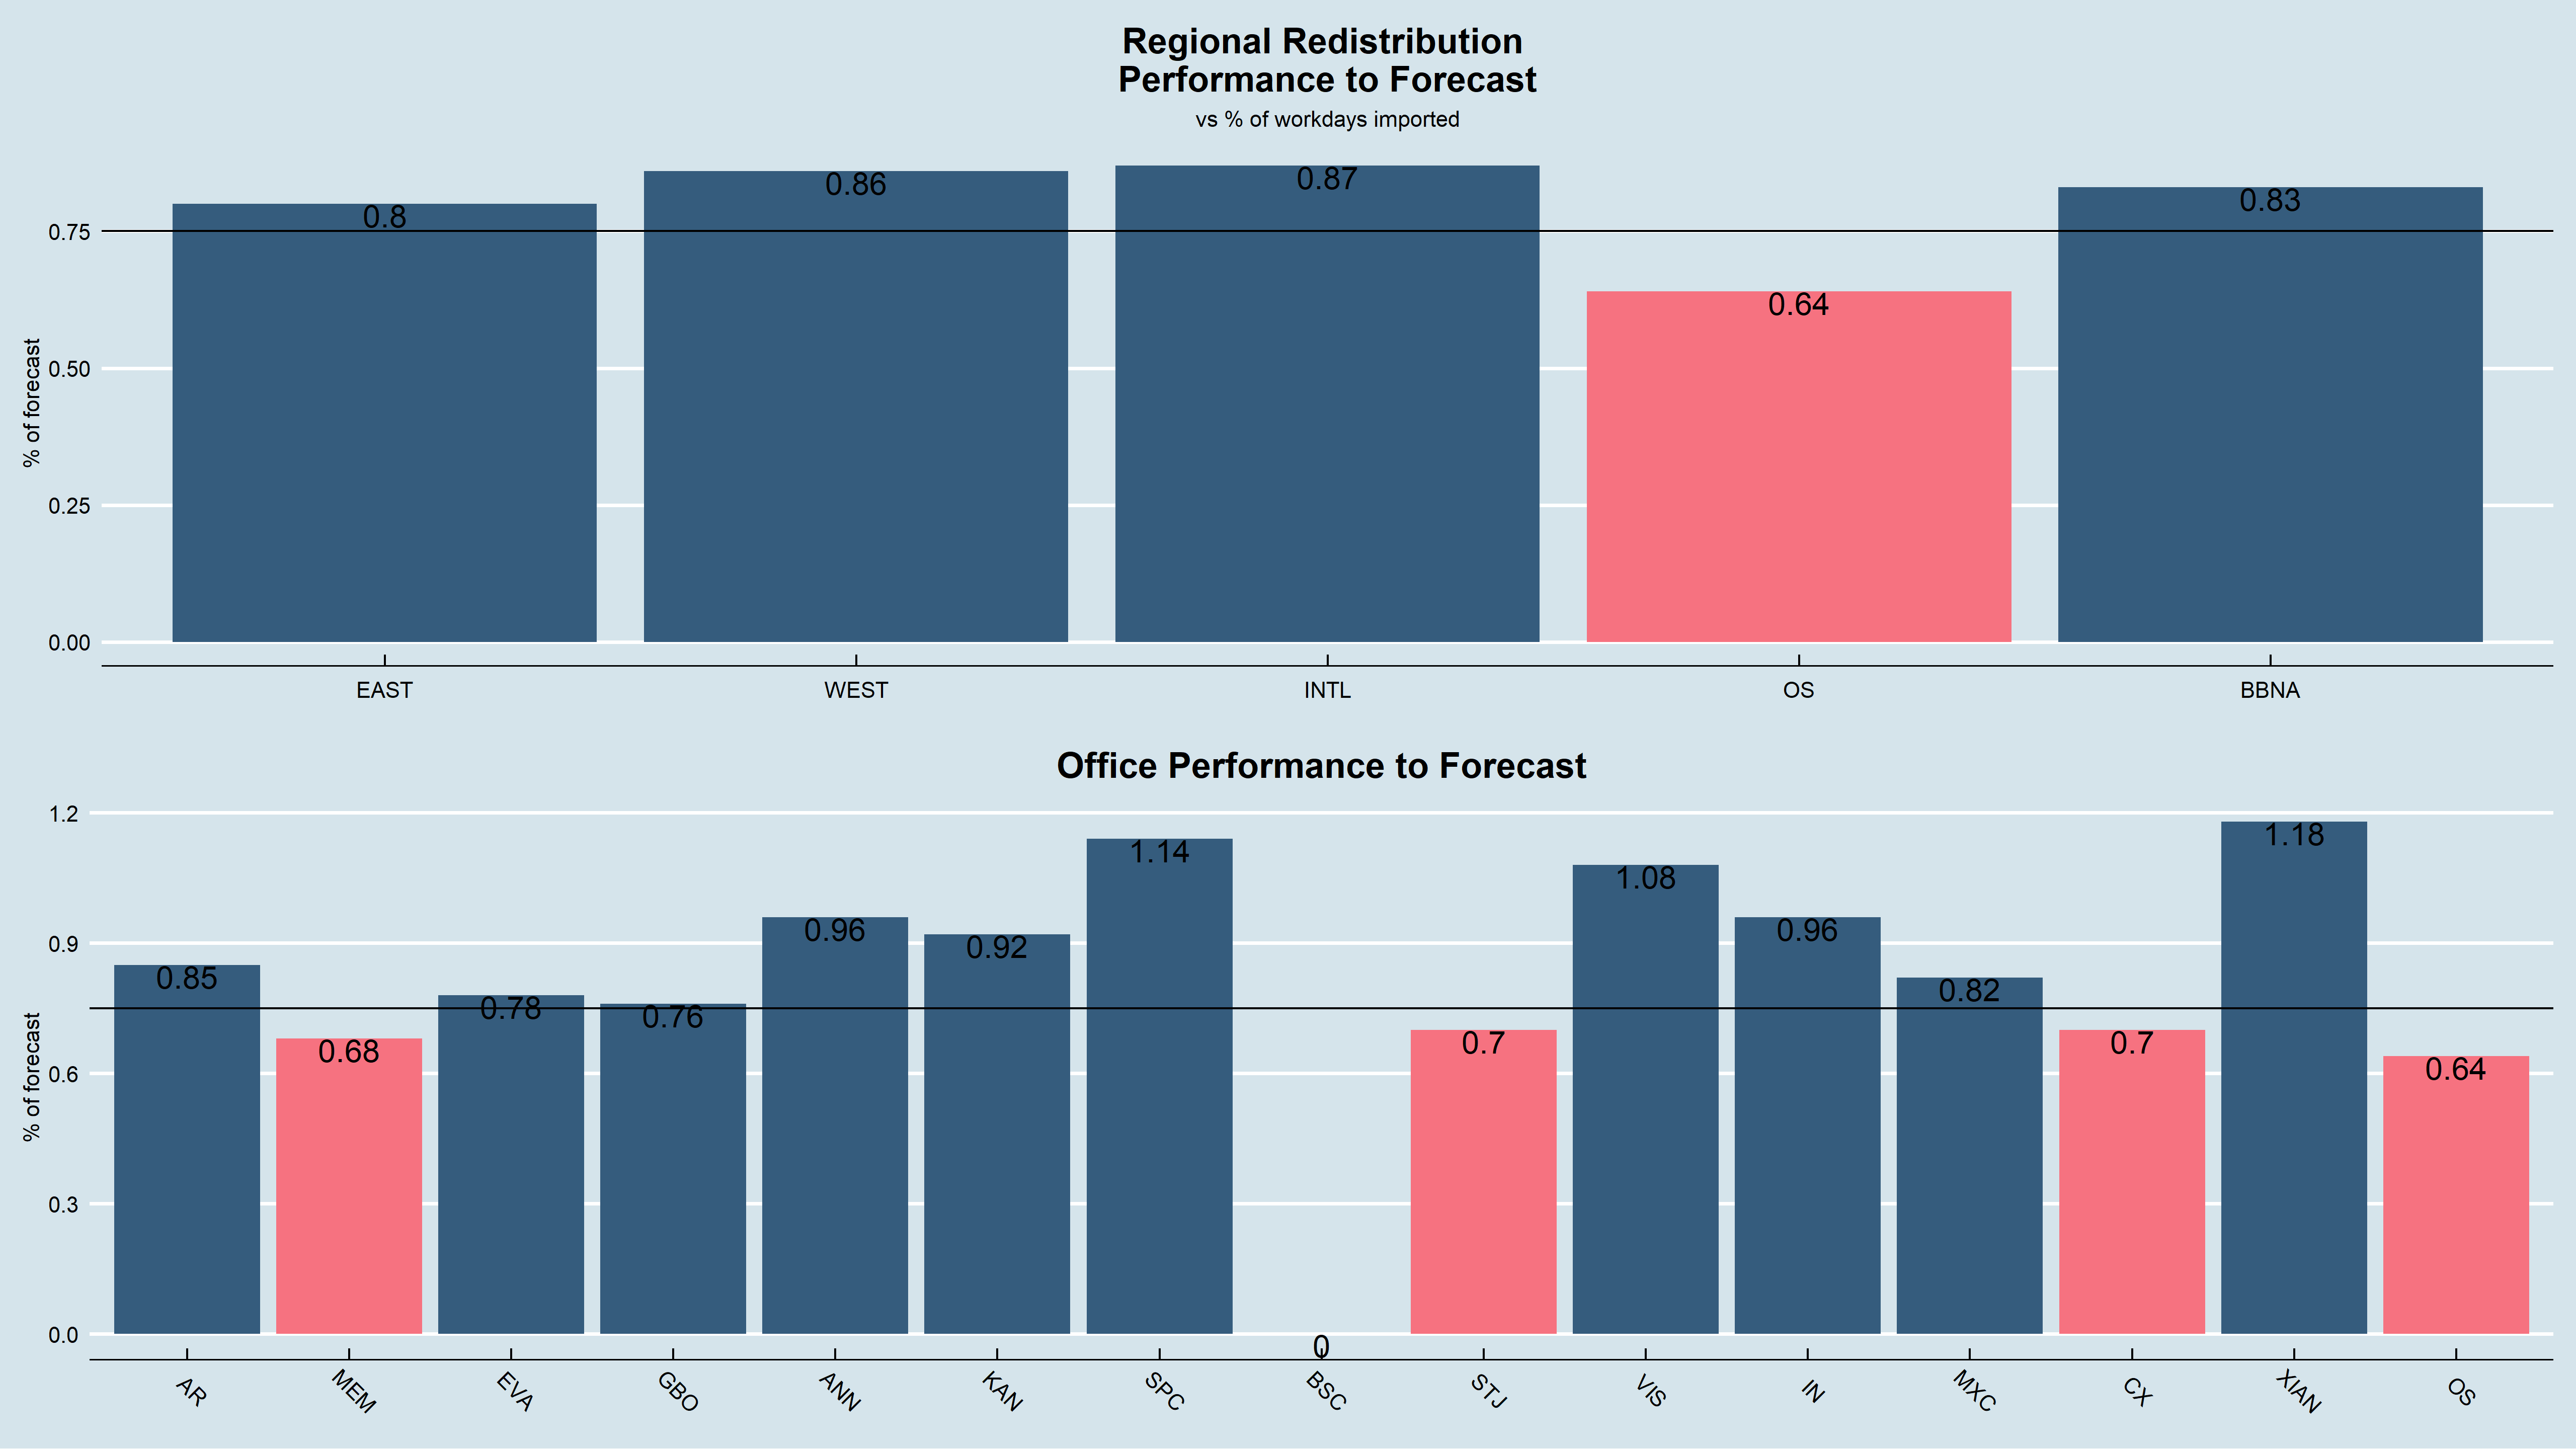 Regional Redistribution
Performance to Forecast
vs % of workdays imported
% of forecast
0.75
0.50
0.25
0.00
0.8
0.86
0.87
0.64
0.83
EAST
WEST
INTL
OS
BBNA
Office Performance to Forecast
% of forecast
1.2
0.9
0.6
0.3
0.0
0.85
0.68
0.78
0.76
0.96
0.92
1.14
0
0.7
1.08
0.96
0.82
0.7
1.18
0.64
AR
MEM
EVA
GBO
ANN
KAN
SPC
BSC
STJ
VIS
IN
MXC
CX
XIAN
OS